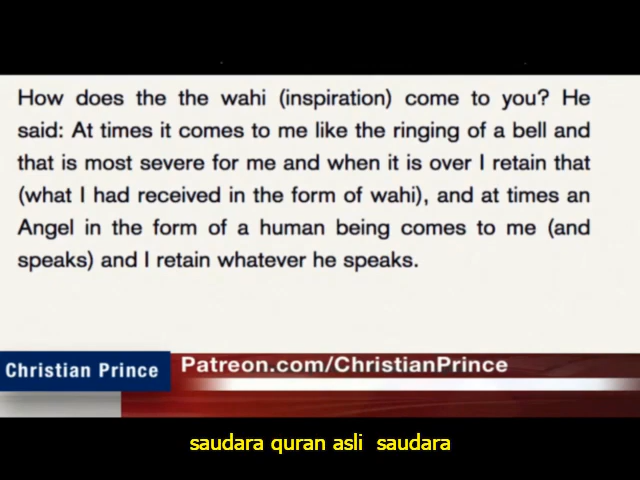 How does the the wahi (inspiration) come to you? He
said: At times it comes to me like the ringing of a bell and
that is most severe for me and when it is over I retain that
(what I had received in the form of wahi), and at times an
Angel in the form of a human being comes to me (and
speaks) and I retain whatever he speaks.
Christian Prince
Patreon.com/ChristianPrince
saudara quran asli  saudara